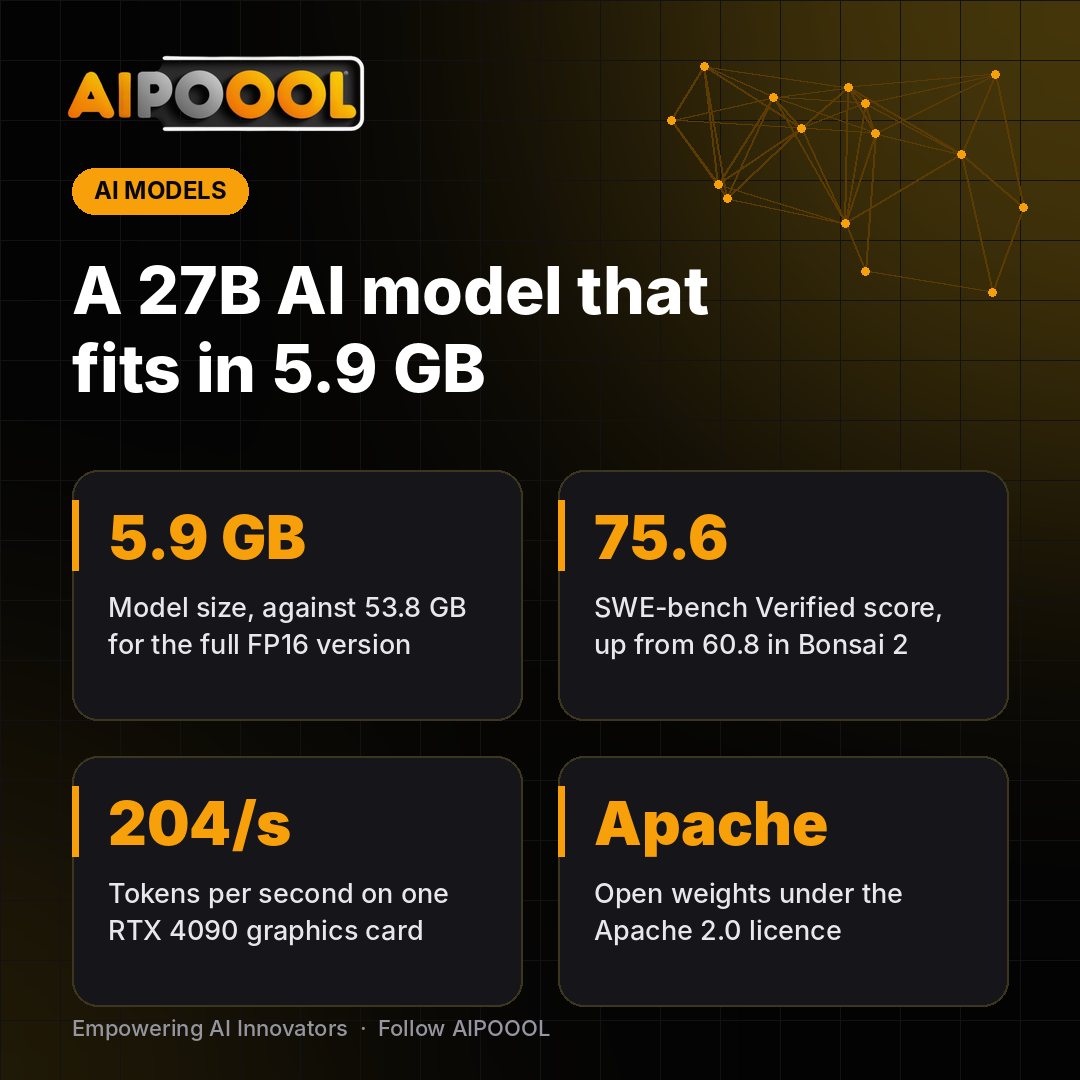 AIPOOOL
AI MODELS
A 27B AI model that
fits in 5.9 GB
5.9 GB
Model size, against 53.8 GB
for the full FP16 version
75.6
SWE-bench Verified score,
up from 60.8 in Bonsai 2
204/s
Tokens per second on one
RTX 4090 graphics card
Apache
Open weights under the
Apache 2.0 licence
Empowering AI Innovators · Follow AIPOOOL